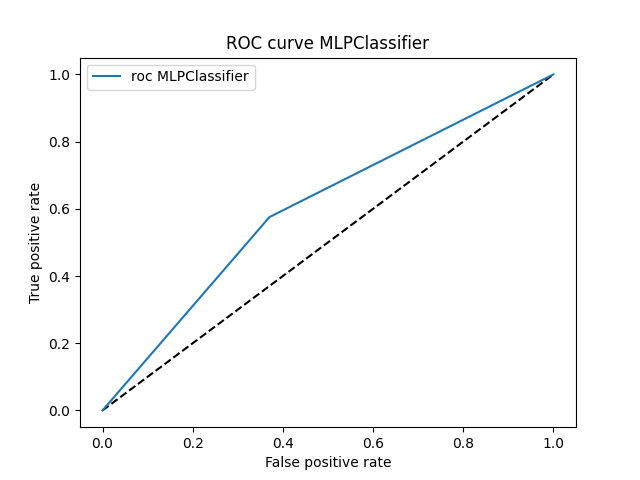 ROC curve MLPClassifier
roc MLPClassifier
True positive rate
1.0
0.8
0.6
0.4
0.2
0.0
0.0 0.2 0.4 0.6 0.8 1.0
False positive rate